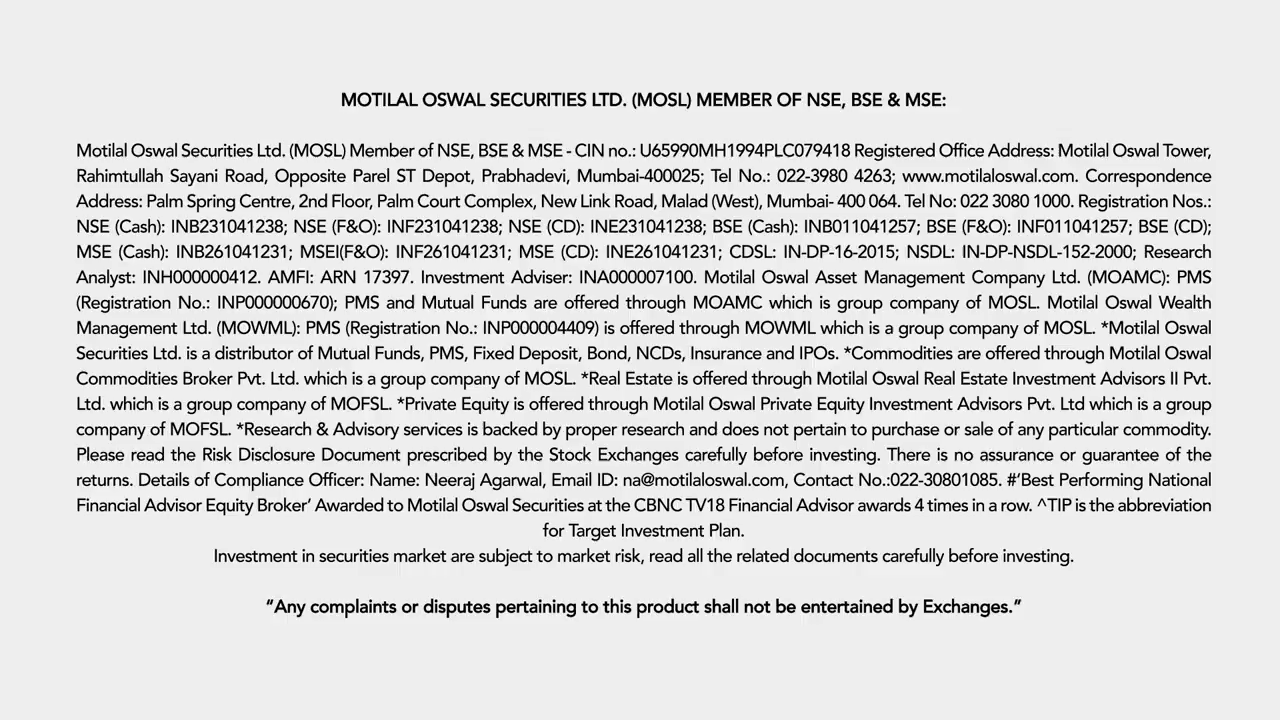 MOTILAL OSWAL SECURITIES LTD. (MOSL) MEMBER OF NSE, BSE & MSE:
Motilal Oswal Securities Ltd. (MOSL) Member of NSE, BSE & MSE - CIN no.: U65990MH1994PLC079418 Registered Office Address: Motilal Oswal Tower,
Rahimtullah Sayani Road, Opposite Parel ST Depot, Prabhadevi, Mumbai-400025; Tel No.: 022-3980 4263; www.motilaloswal.com. Correspondence
Address: Palm Spring Centre, 2nd Floor, Palm Court Complex, New Link Road, Malad (West), Mumbai- 400 064. Tel No: 022 3080 1000. Registration Nos.:
NSE (Cash): INB231041238; NSE (F&O): INF231041238; NSE (CD): INE231041238; BSE (Cash): INB011041257; BSE (F&O): INF011041257; BSE (CD);
MSE (Cash): INB261041231; MSEI(F&O): INF261041231; MSE (CD): INE261041231; CDSL: IN-DP-16-2015; NSDL: IN-DP-NSDL-152-2000; Research
Analyst: INH000000412. AMFI: ARN 17397. Investment Adviser: INA000007100. Motilal Oswal Asset Management Company Ltd. (MOAMC): PMS
(Registration No.: INP000000670); PMS and Mutual Funds are offered through MOAMC which is group company of MOSL. Motilal Oswal Wealth
Management Ltd. (MOWML): PMS (Registration No.: INP000004409) is offered through MOWML which is a group company of MOSL. *Motilal Oswal
Securities Ltd. is a distributor of Mutual Funds, PMS, Fixed Deposit, Bond, NCDs, Insurance and IPOs. *Commodities are offered through Motilal Oswal
Commodities Broker Pvt. Ltd. which is a group company of MOSL. *Real Estate is offered through Motilal Oswal Real Estate Investment Advisors II Pvt.
Ltd. which is a group company of MOFSL. *Private Equity is offered through Motilal Oswal Private Equity Investment Advisors Pvt. Ltd which is a group
company of MOFSL. *Research & Advisory services is backed by proper research and does not pertain to purchase or sale of any particular commodity.
Please read the Risk Disclosure Document prescribed by the Stock Exchanges carefully before investing. There is no assurance or guarantee of the
returns. Details of Compliance Officer: Name: Neeraj Agarwal, Email ID: na@motilaloswal.com, Contact No.:022-30801085. #‘Best Performing National
Financial Advisor Equity Broker’ Awarded to Motilal Oswal Securities at the CBNC TV18 Financial Advisor awards 4 times in a row. ^TIP is the abbreviation
for Target Investment Plan.
Investment in securities market are subject to market risk, read all the related documents carefully before investing.
“Any complaints or disputes pertaining to this product shall not be entertained by Exchanges.”